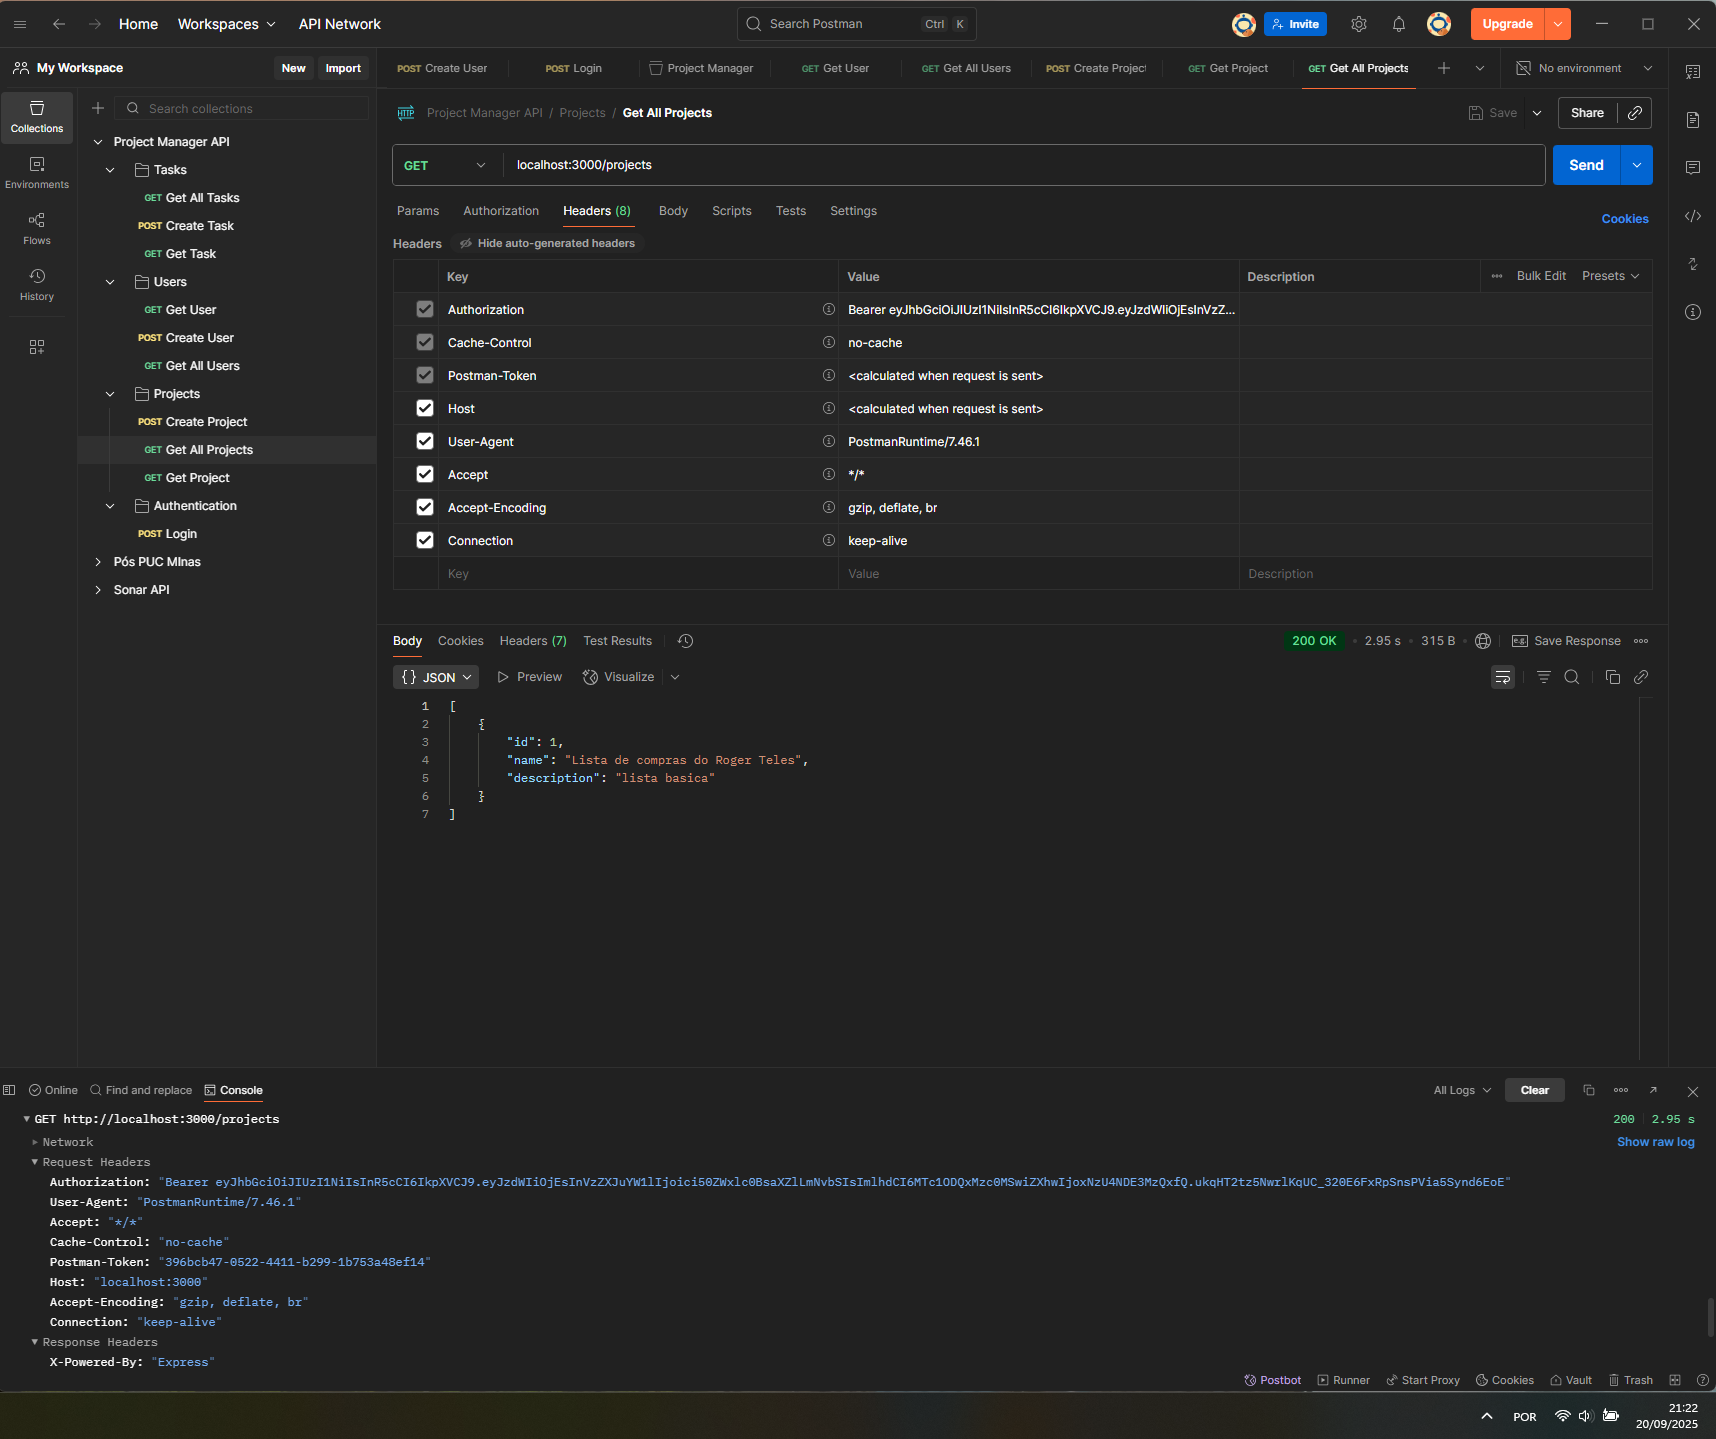 Home Workspaces API Network Search Postman Ctrl K Invite Upgrade
My Workspace New Import
POST Create User POST Login Project Manager GET Get User GET Get All Users POST Create Projec GET Get Project GET Get All Projects No environment
Collections
Environments
Flows
History
Search collections
Project Manager API
Tasks
GET Get All Tasks
POST Create Task
GET Get Task
Users
GET Get User
POST Create User
GET Get All Users
Projects
POST Create Project
GET Get All Projects
GET Get Project
Authentication
POST Login
Pós PUC MInas
Sonar API
HTTP Project Manager API / Projects / Get All Projects Save Share
GET localhost:3000/projects Send
Params Authorization Headers (8) Body Scripts Tests Settings Cookies
Headers Hide auto-generated headers
Key Value Description Bulk Edit Presets
Authorization Bearer eyJhbGciOiJIUzI1NiIsInR5cCI6IkpXVCJ9.eyJzdWIiOjEsInVzZ...
Cache-Control no-cache
Postman-Token <calculated when request is sent>
Host <calculated when request is sent>
User-Agent PostmanRuntime/7.46.1
Accept */*
Accept-Encoding gzip, deflate, br
Connection keep-alive
Key Value Description
Body Cookies Headers (7) Test Results 200 OK 2.95 s 315 B e.g. Save Response
{} JSON Preview Visualize
1 [
2 {
3 "id": 1,
4 "name": "Lista de compras do Roger Teles",
5 "description": "lista basica"
6 }
7 ]
Online Find and replace Console All Logs Clear
GET http://localhost:3000/projects 200 2.95 s
Network Show raw log
Request Headers
Authorization: "Bearer eyJhbGciOiJIUzI1NiIsInR5cCI6IkpXVCJ9.eyJzdWIiOjEsInVzZXJuYW1lIjoici50ZWxlc0BsaXZlLmNvbSIsImlhdCI6MTc1ODQxMzc0MSwiZXhwIjoxNzU4NDE3MzQxfQ.ukqHT2tz5NwrlKqUC_320E6FxRpSnsPVia5Synd6EoE"
User-Agent: "PostmanRuntime/7.46.1"
Accept: "*/*"
Cache-Control: "no-cache"
Postman-Token: "396bcb47-0522-4411-b299-1b753a48ef14"
Host: "localhost:3000"
Accept-Encoding: "gzip, deflate, br"
Connection: "keep-alive"
Response Headers
X-Powered-By: "Express"
Postbot Runner Start Proxy Cookies Vault Trash
POR 21:22
20/09/2025